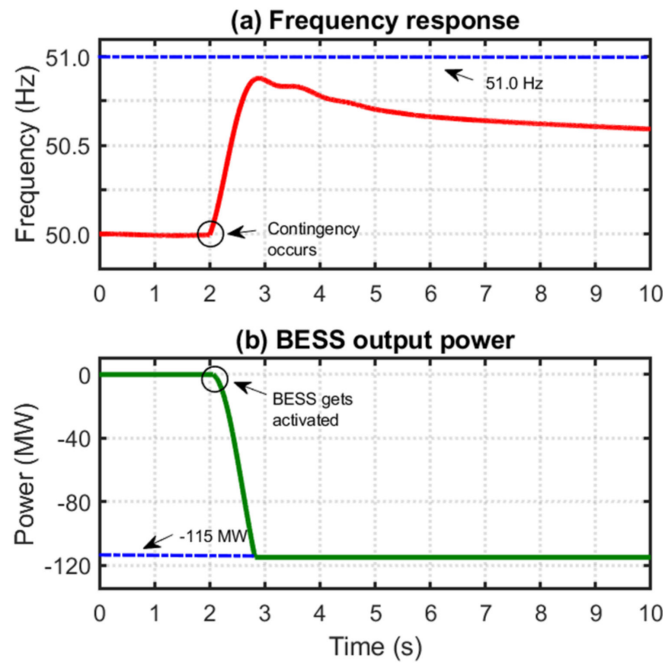 (a) Frequency response
Frequency (Hz)
51.0
50.5
50.0
51.0 Hz
Contingency
occurs
0 1 2 3 4 5 6 7 8 9 10
(b) BESS output power
Power (MW)
0
-40
-80
-120
BESS gets
activated
-115 MW
0 1 2 3 4 5 6 7 8 9 10
Time (s)